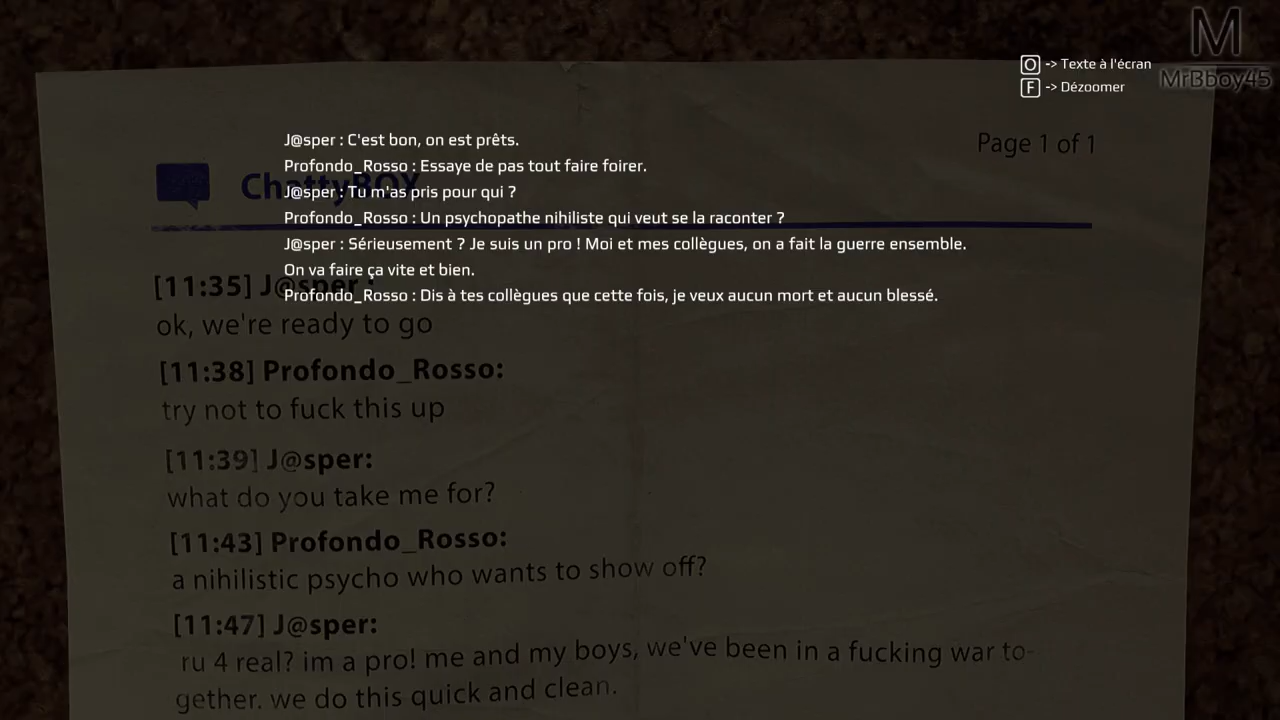 M
MrBboy45
O -> Texte à l'écran
F -> Dézoomer
Page 1 of 1
ChattyBOX
J@sper : C'est bon, on est prêts.
Profondo_Rosso : Essaye de pas tout faire foirer.
J@sper : Tu m'as pris pour qui ?
Profondo_Rosso : Un psychopathe nihiliste qui veut se la raconter ?
J@sper : Sérieusement ? Je suis un pro ! Moi et mes collègues, on a fait la guerre ensemble.
On va faire ça vite et bien.
Profondo_Rosso : Dis à tes collègues que cette fois, je veux aucun mort et aucun blessé.
[11:35] J@sper :
ok, we're ready to go
[11:38] Profondo_Rosso:
try not to fuck this up
[11:39] J@sper:
what do you take me for?
[11:43] Profondo_Rosso:
a nihilistic psycho who wants to show off?
[11:47] J@sper:
ru 4 real? im a pro! me and my boys, we've been in a fucking war to-
gether. we do this quick and clean.